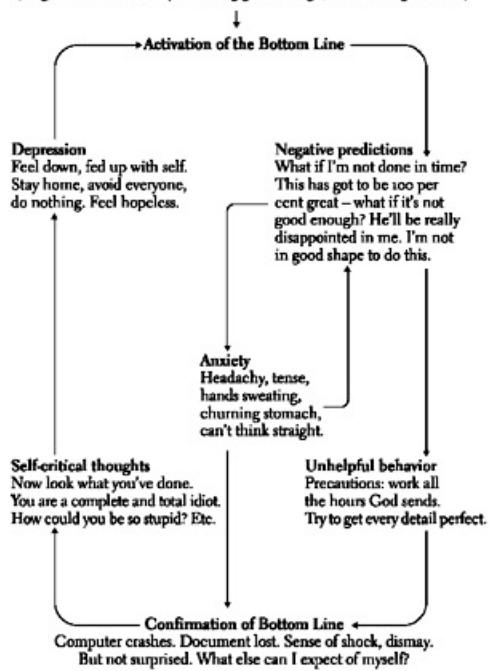 Activation of the Bottom Line
Depression
Feel down, fed up with self.
Stay home, avoid everyone,
do nothing. Feel hopeless.
Negative predictions
What if I'm not done in time?
This has got to be 100 per
cent great – what if it's not
good enough? He'll be really
disappointed in me. I'm not
in good shape to do this.
Anxiety
Headachy, tense,
hands sweating,
churning stomach,
can't think straight.
Self-critical thoughts
Now look what you've done.
You are a complete and total idiot.
How could you be so stupid? Etc.
Unhelpful behavior
Precautions: work all
the hours God sends.
Try to get every detail perfect.
Confirmation of Bottom Line
Computer crashes. Document lost. Sense of shock, dismay.
But not surprised. What else can I expect of myself?